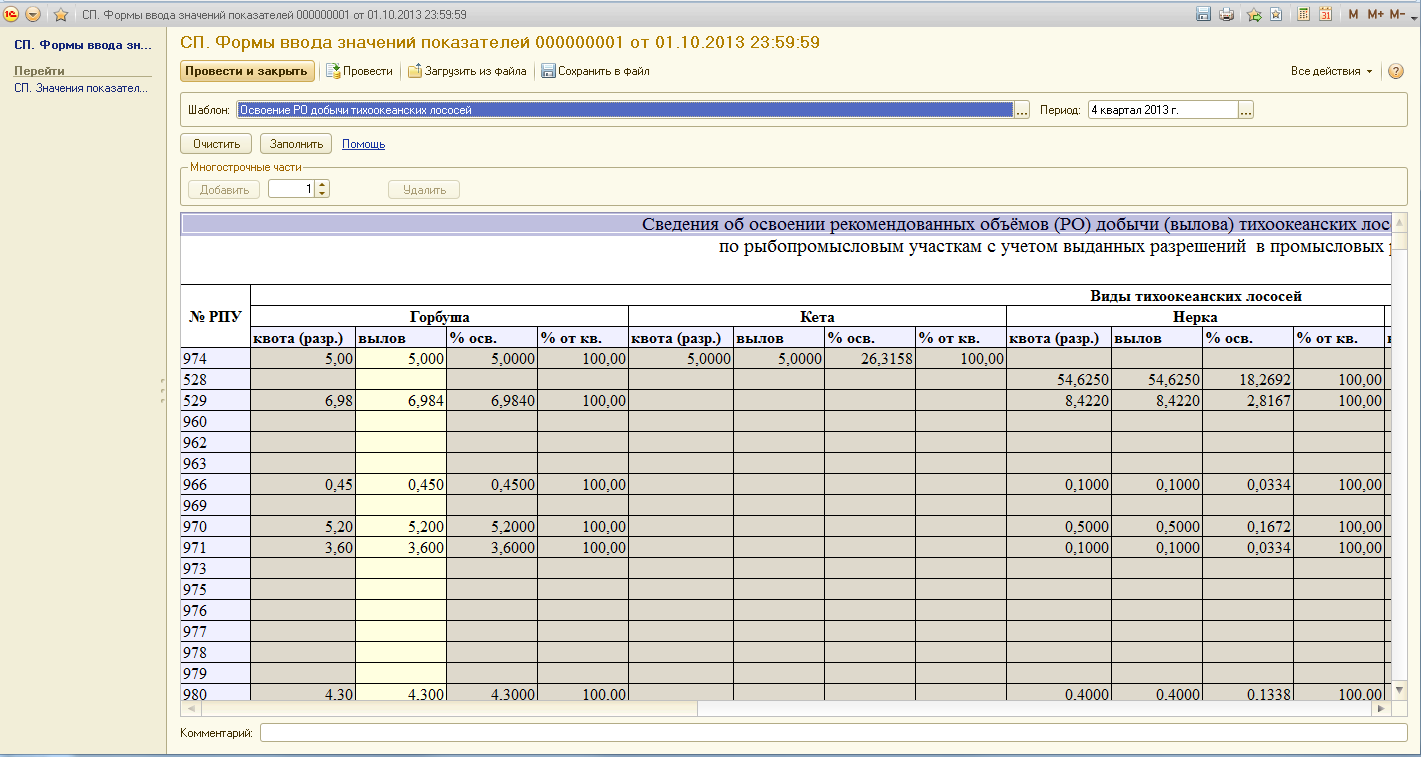 СП. Формы ввода значений показателей 000000001 от 01.10.2013 23:59:59 M M+ M-
СП. Формы ввода зн...
Перейти
СП. Значения показател...
СП. Формы ввода значений показателей 000000001 от 01.10.2013 23:59:59
Провести и закрыть Провести Загрузить из файла Сохранить в файл Все действия ?
Шаблон: Освоение РО добычи тихоокеанских лососей ... Период: 4 квартал 2013 г. ...
Очистить Заполнить Помощь
Многострочные части
Добавить 1 Удалить
Сведения об освоении рекомендованных объёмов (РО) добычи (вылова) тихоокеанских лос
по рыбопромысловым участкам с учетом выданных разрешений в промысловых р
№ РПУ Виды тихоокеанских лососей
Горбуша Кета Нерка
квота (разр.) вылов % осв. % от кв. квота (разр.) вылов % осв. % от кв. квота (разр.) вылов % осв. % от кв.
974 5,00 5,000 5,0000 100,00 5,0000 5,0000 26,3158 100,00
528 54,6250 54,6250 18,2692 100,00
529 6,98 6,984 6,9840 100,00 8,4220 8,4220 2,8167 100,00
960
962
963
966 0,45 0,450 0,4500 100,00 0,1000 0,1000 0,0334 100,00
969
970 5,20 5,200 5,2000 100,00 0,5000 0,5000 0,1672 100,00
971 3,60 3,600 3,6000 100,00 0,1000 0,1000 0,0334 100,00
973
975
976
977
978
979
980 4,30 4,300 4,3000 100,00 0,4000 0,4000 0,1338 100,00
Комментарий: